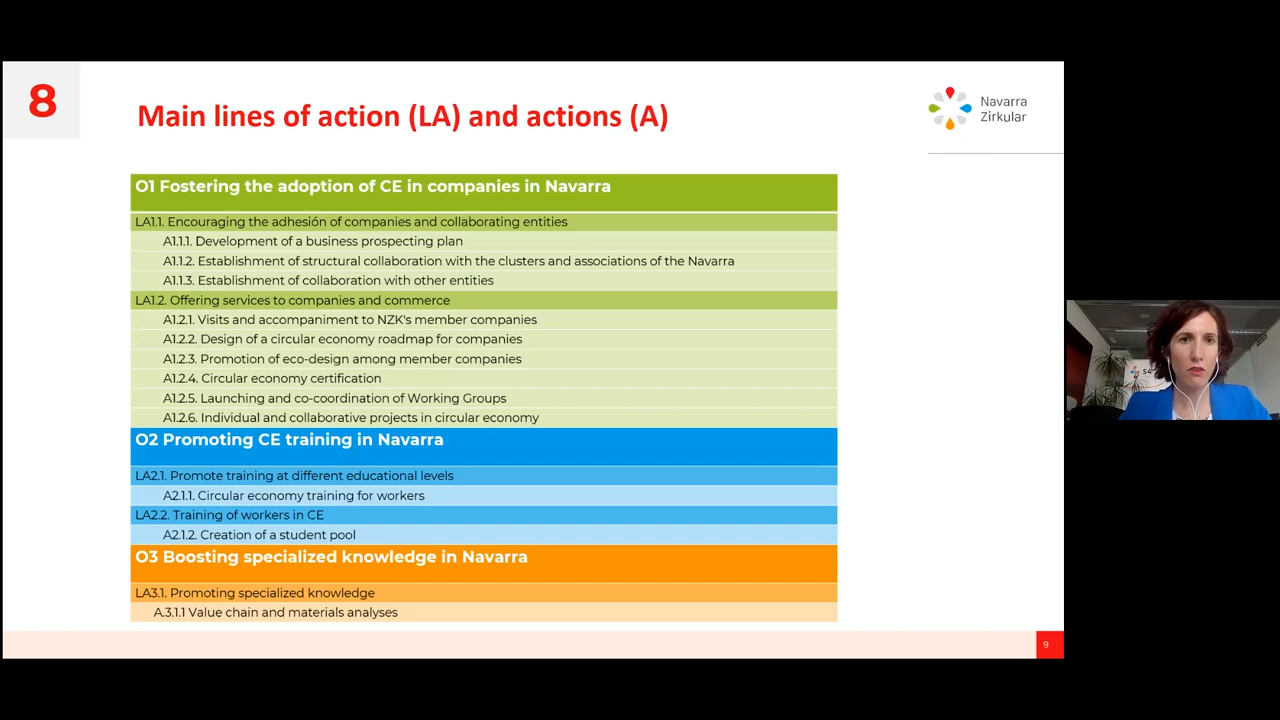 8
Main lines of action (LA) and actions (A)
Navarra
Zirkular
O1 Fostering the adoption of CE in companies in Navarra
LA1.1. Encouraging the adhesión of companies and collaborating entities
A1.1.1. Development of a business prospecting plan
A1.1.2. Establishment of structural collaboration with the clusters and associations of the Navarra
A1.1.3. Establishment of collaboration with other entities
LA1.2. Offering services to companies and commerce
A1.2.1. Visits and accompaniment to NZK's member companies
A1.2.2. Design of a circular economy roadmap for companies
A1.2.3. Promotion of eco-design among member companies
A1.2.4. Circular economy certification
A1.2.5. Launching and co-coordination of Working Groups
A1.2.6. Individual and collaborative projects in circular economy
O2 Promoting CE training in Navarra
LA2.1. Promote training at different educational levels
A2.1.1. Circular economy training for workers
LA2.2. Training of workers in CE
A2.1.2. Creation of a student pool
O3 Boosting specialized knowledge in Navarra
LA3.1. Promoting specialized knowledge
A.3.1.1 Value chain and materials analyses
9